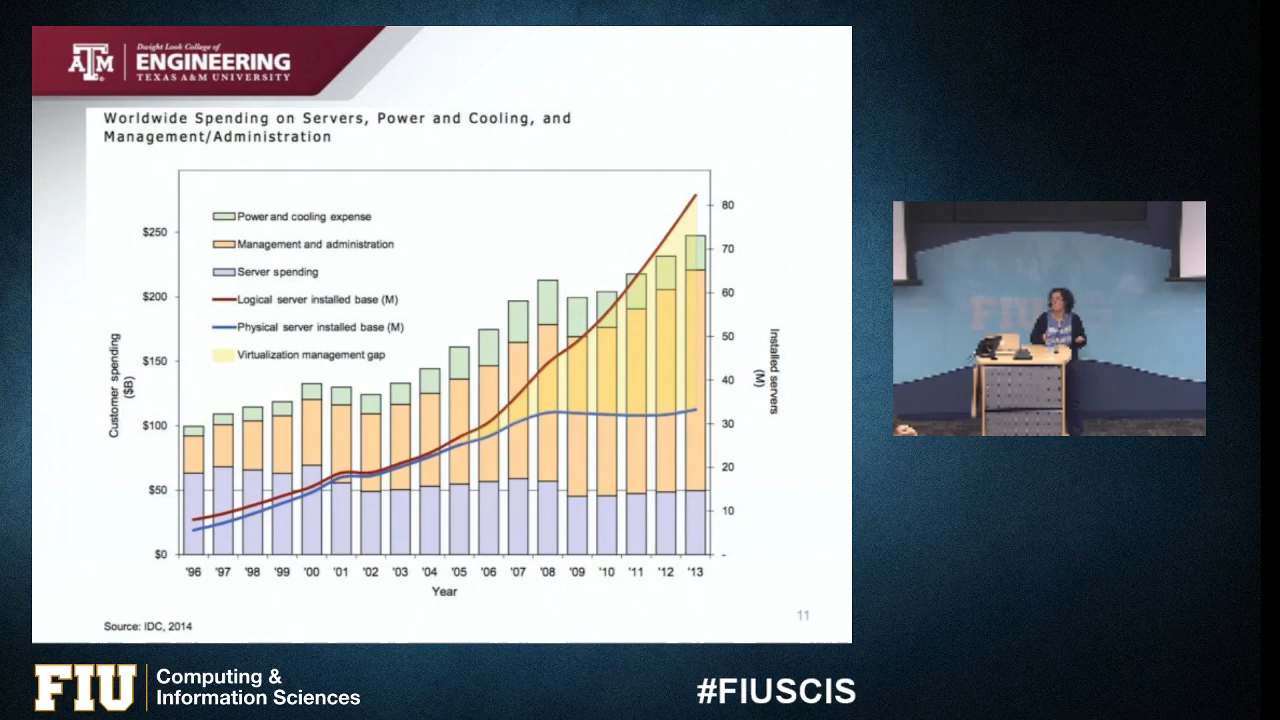 Dwight Look College of
ATM
ENGINEERING
TEXAS A&M UNIVERSITY
Worldwide Spending on Servers, Power and Cooling, and
Management/Administration
Power and cooling expense
Management and administration
Server spending
Logical server installed base (M)
Physical server installed base (M)
Virtualization management gap
$250
$200
$150
$100
$50
$0
Customer spending
($B)
80
70
60
50
40
30
20
10
-
Installed servers
(M)
'96 '97 '98 '99 '00 '01 '02 '03 '04 '05 '06 '07 '08 '09 '10 '11 '12 '13
Year
11
Source: IDC, 2014
FIU
FIU
Computing &
Information Sciences
#FIUSCIS